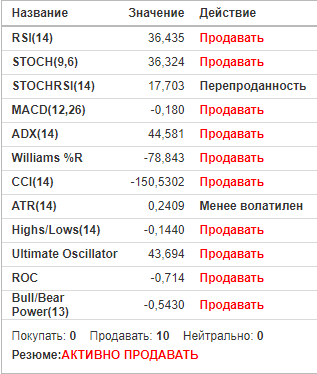 Название Значение Действие
RSI(14) 36,435 Продавать
STOCH(9,6) 36,324 Продавать
STOCHRSI(14) 17,703 Перепроданность
MACD(12,26) -0,180 Продавать
ADX(14) 44,581 Продавать
Williams %R -78,843 Продавать
CCI(14) -150,5302 Продавать
ATR(14) 0,2409 Менее волатилен
Highs/Lows(14) -0,1440 Продавать
Ultimate Oscillator 43,694 Продавать
ROC -0,714 Продавать
Bull/Bear
Power(13) -0,5430 Продавать
Покупать: 0 Продавать: 10 Нейтрально: 0
Резюме:АКТИВНО ПРОДАВАТЬ